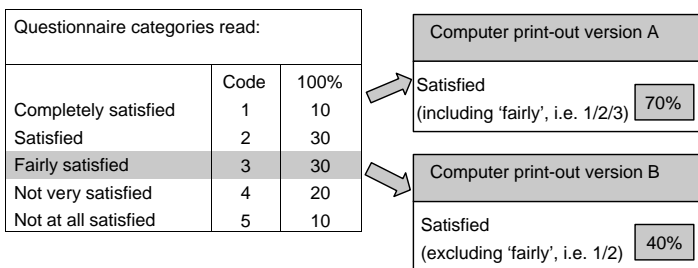 Questionnaire categories read:
Code 100%
Completely satisfied 1 10
Satisfied 2 30
Fairly satisfied 3 30
Not very satisfied 4 20
Not at all satisfied 5 10
Computer print-out version A
Satisfied
(including ‘fairly’, i.e. 1/2/3) 70%
Computer print-out version B
Satisfied
(excluding ‘fairly’, i.e. 1/2) 40%